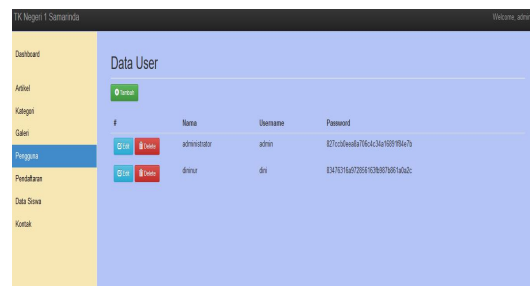 TK Negeri 1 Samarinda
Welcome, admin
Dashboard
Artikel
Kategori
Galeri
Pengguna
Pendaftaran
Data Siswa
Kontak
Data User
Tambah
# Nama Username Password
Edit Delete administrator admin 827ccb0eea8a706c4c34a16891f84e7b
Edit Delete dininur dini